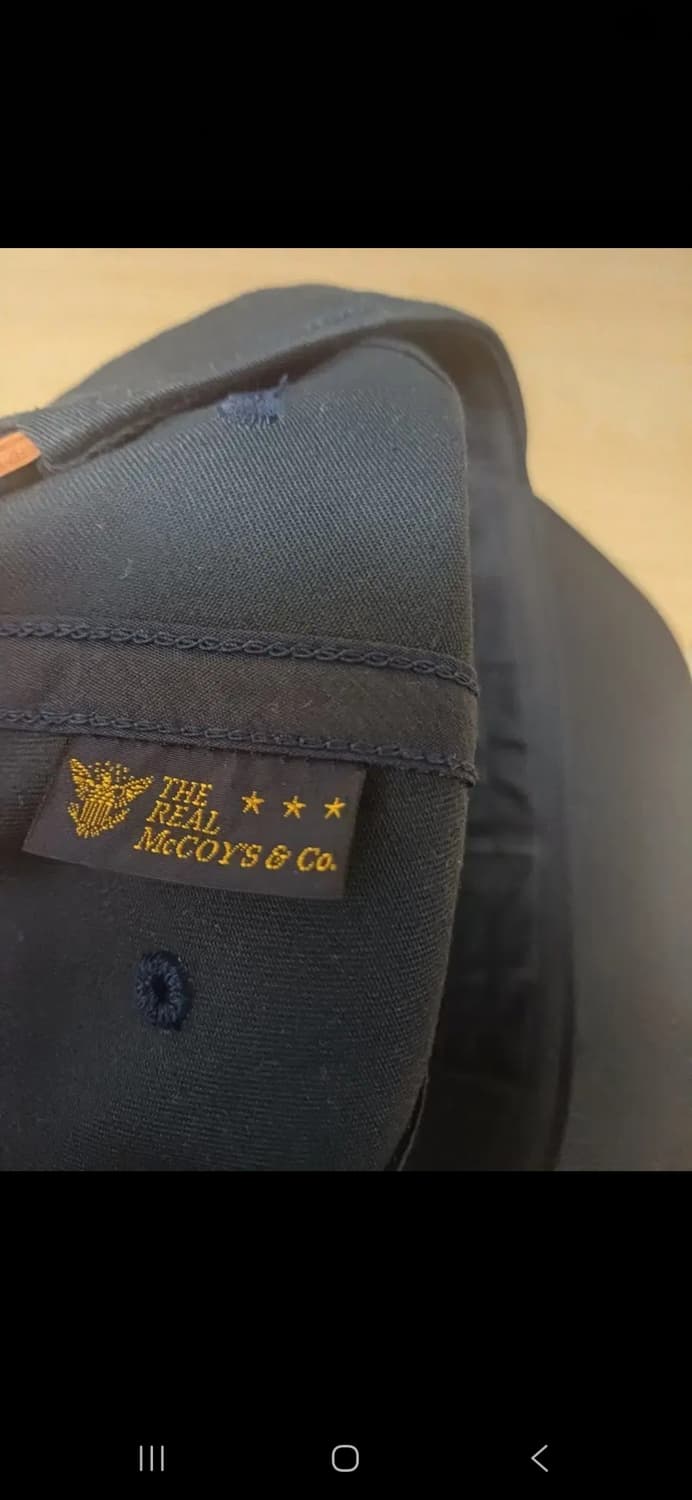 THE
REAL ★ ★ ★
McCOY'S & Co.